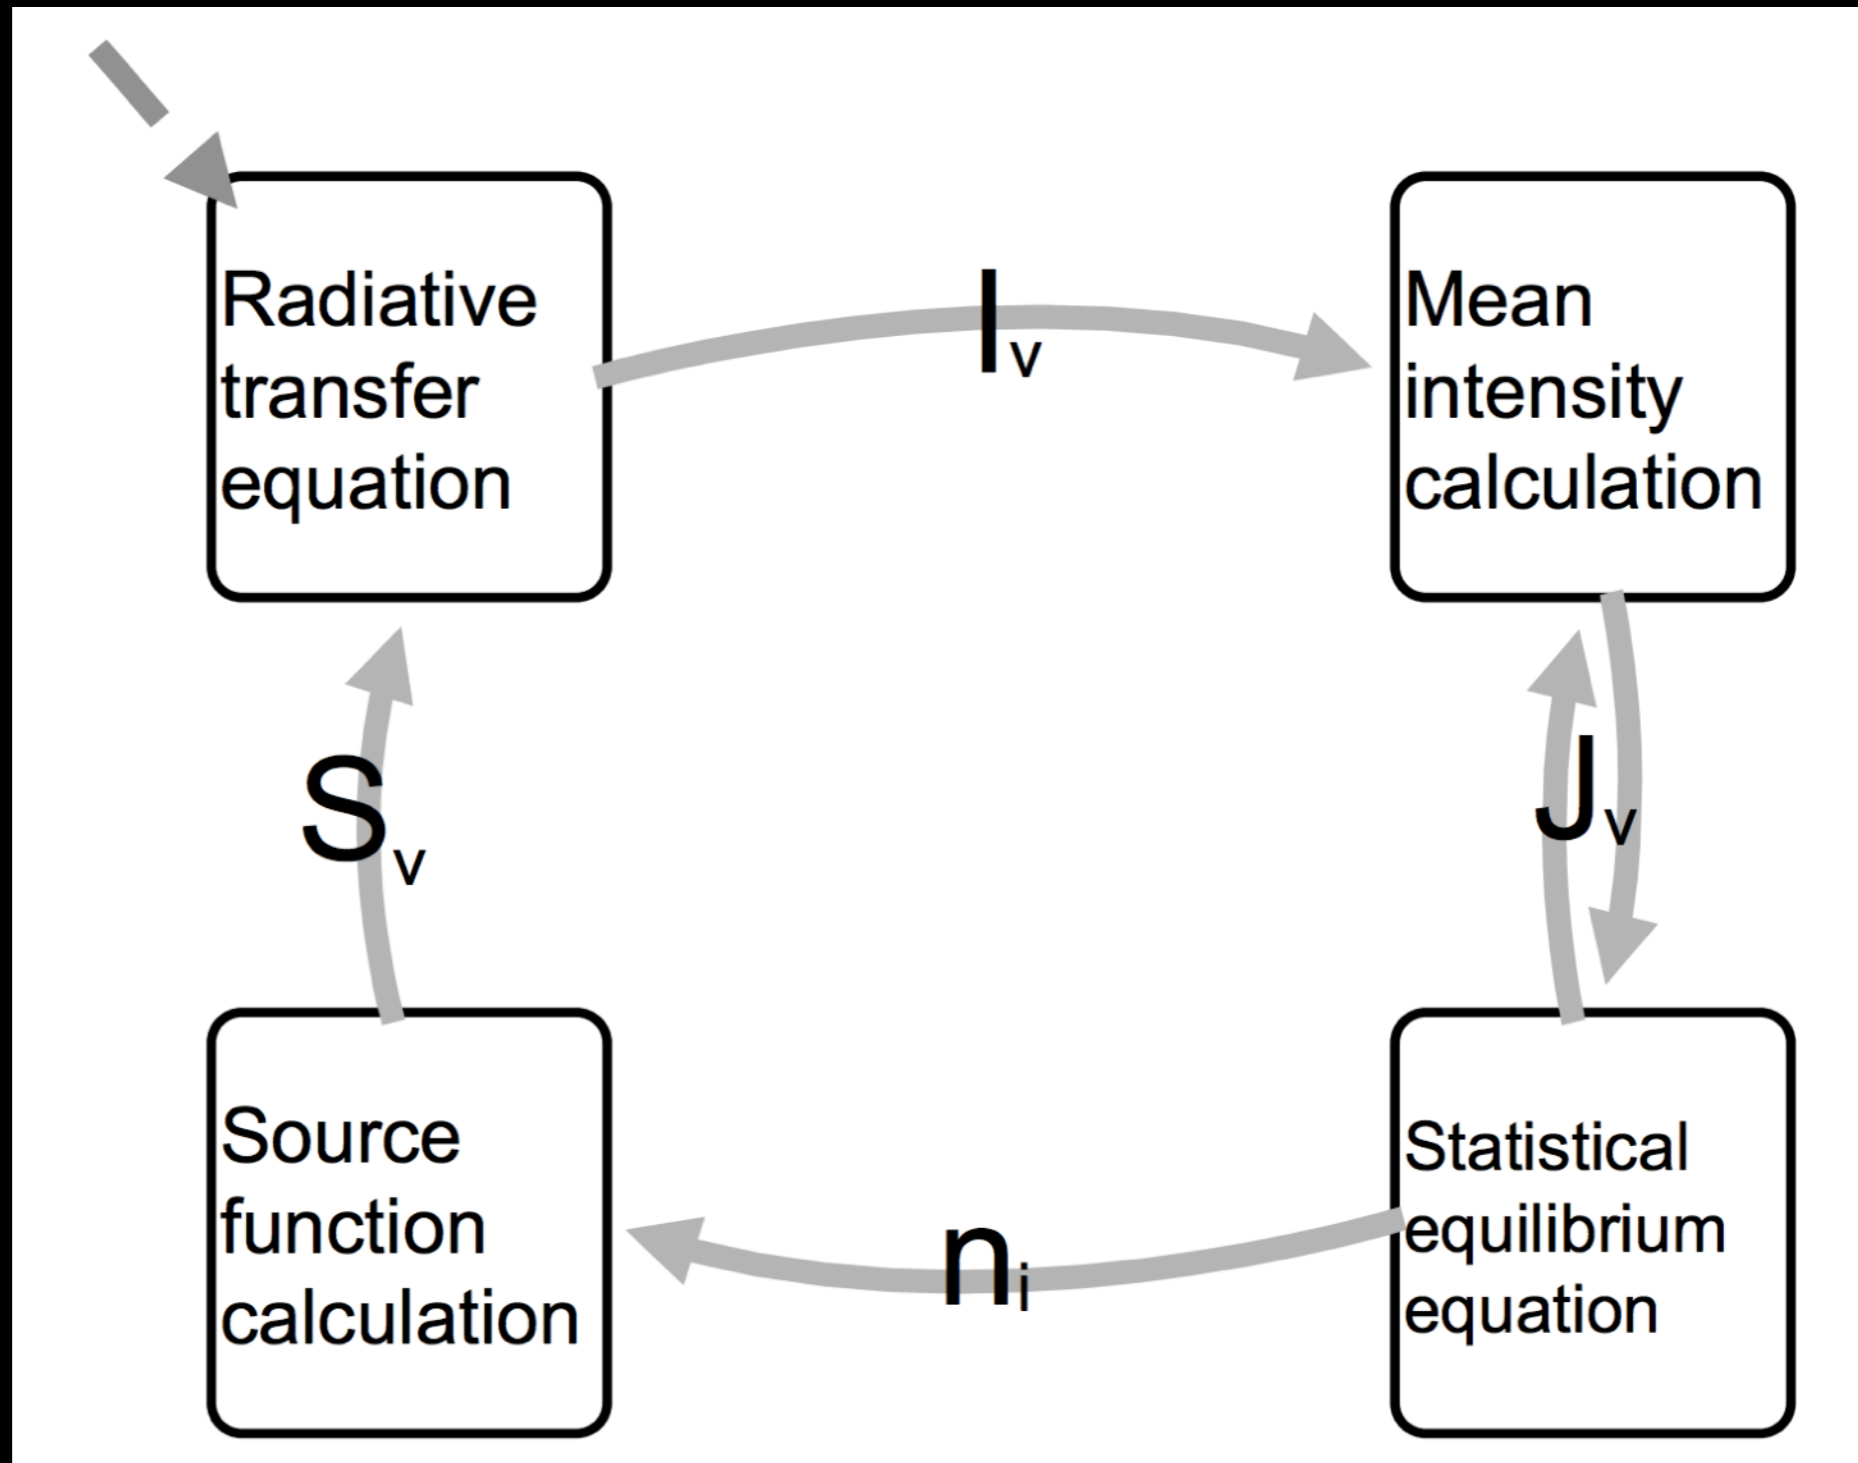 Radiative
transfer
equation
Iv
Mean
intensity
calculation
Sv
Jv
Source
function
calculation
ni
Statistical
equilibrium
equation